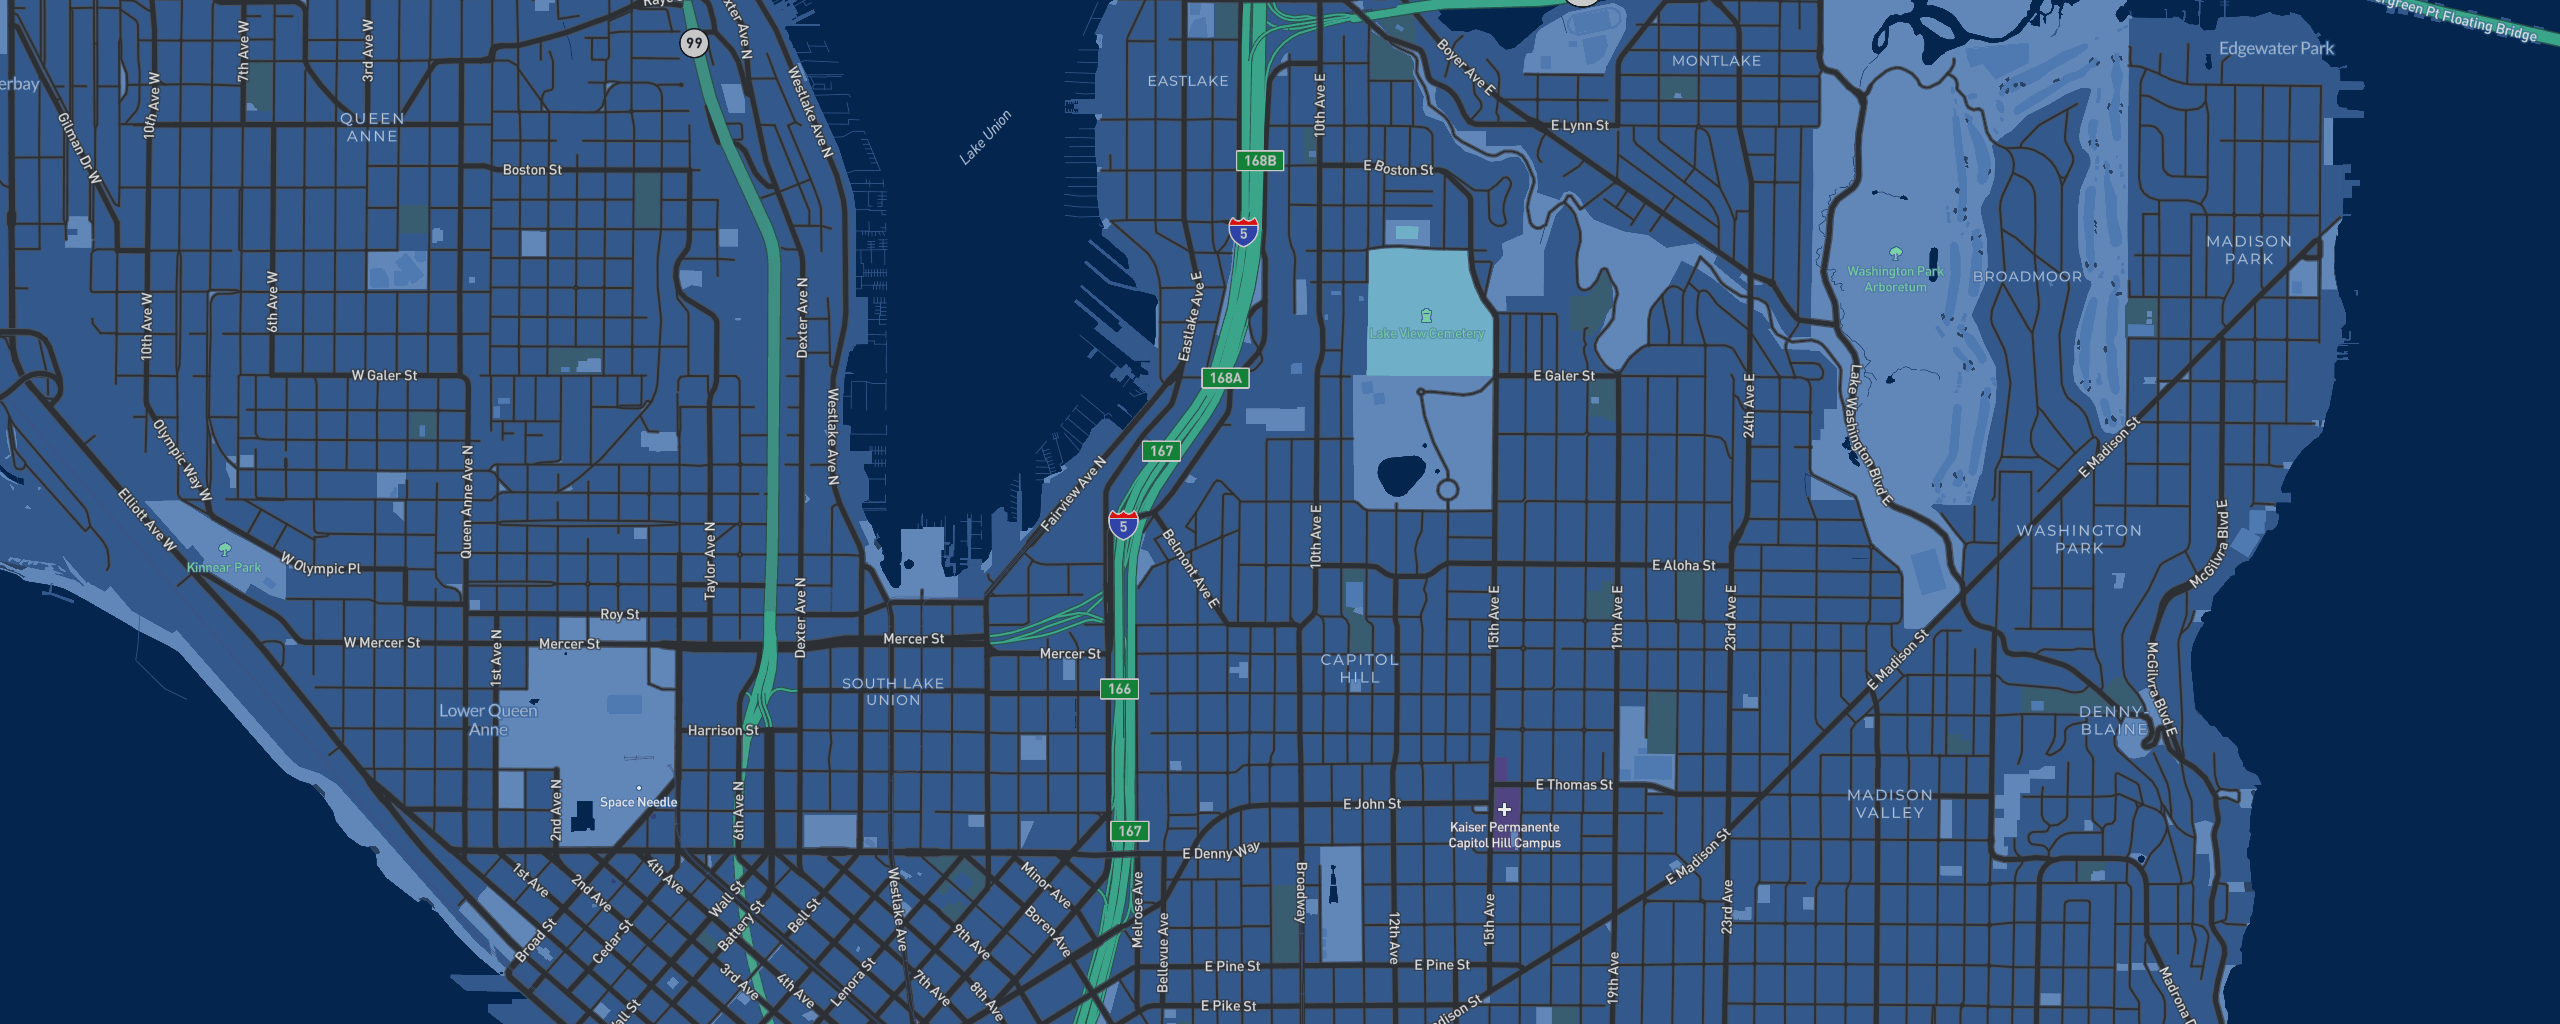 Evergreen Pt Floating Bridge
Edgewater Park
99
7th Ave W
3rd Ave W
10th Ave W
Gilman Dr W
QUEEN
ANNE
Dexter Ave N
Westlake Ave N
Lake Union
EASTLAKE
10th Ave E
Boyer Ave E
MONTLAKE
E Lynn St
Boston St
168B
E Boston St
5
6th Ave W
10th Ave W
Dexter Ave N
Eastlake Ave E
Lake View Cemetery
Washington Park
Arboretum
BROADMOOR
MADISON
PARK
W Galer St
168A
E Galer St
24th Ave E
Westlake Ave N
Lake Washington Blvd E
Olympic Way W
Queen Anne Ave N
167
Fairview Ave N
E Madison St
Elliott Ave W
5
10th Ave E
WASHINGTON
PARK
McGilvra Blvd E
Kinnear Park
W Olympic Pl
Taylor Ave N
Belmont Ave E
E Aloha St
Roy St
Dexter Ave N
15th Ave E
19th Ave E
23rd Ave E
W Mercer St
1st Ave N
Mercer St
Mercer St
Mercer St
CAPITOL
HILL
E Madison St
McGilvra Blvd E
SOUTH LAKE
UNION
166
Lower Queen
Anne
Harrison St
DENNY-
BLAINE
2nd Ave N
Space Needle
6th Ave N
E John St
E Thomas St
MADISON
VALLEY
167
Kaiser Permanente
Capitol Hill Campus
E Denny Way
E Madison St
1st Ave
2nd Ave
4th Ave
Wall St
Battery St
Bell St
Westlake Ave
Minor Ave
Boren Ave
9th Ave
Melrose Ave
Bellevue Ave
Broadway
12th Ave
15th Ave
23rd Ave
Broad St
Cedar St
3rd Ave
4th Ave
Lenora St
7th Ave
8th Ave
E Pine St
E Pine St
19th Ave
E Pike St